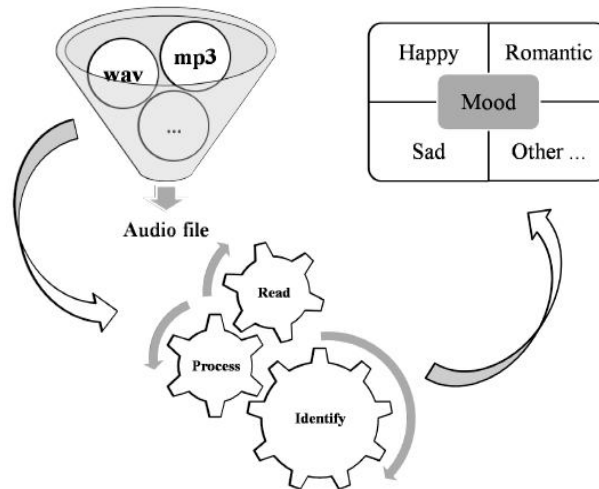 wav
mp3
...
Audio file
Read
Process
Identify
Happy
Romantic
Mood
Sad
Other ...